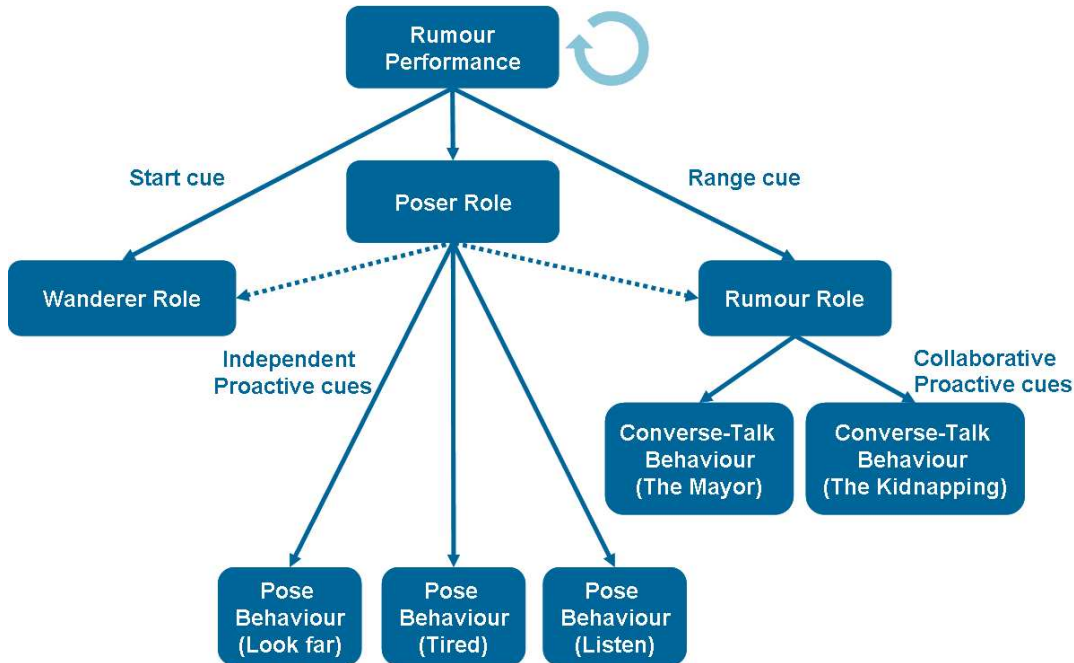 Rumour
Performance
Start cue
Range cue
Poser Role
Wanderer Role
Rumour Role
Independent
Proactive cues
Collaborative
Proactive cues
Converse-Talk
Behaviour
(The Mayor)
Converse-Talk
Behaviour
(The Kidnapping)
Pose
Behaviour
(Look far)
Pose
Behaviour
(Tired)
Pose
Behaviour
(Listen)